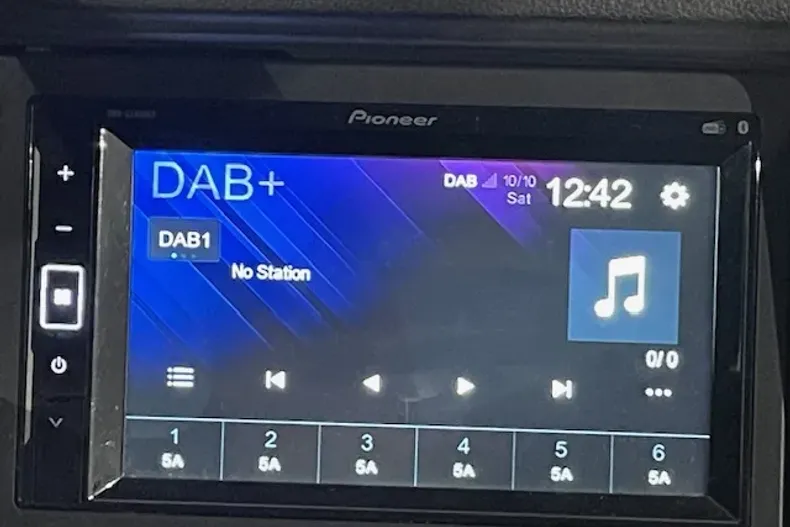 Pioneer
DAB+
DAB 10/10 12:42
Sat
DAB1
No Station
0/0
1 2 3 4 5 6
5A 5A 5A 5A 5A 5A